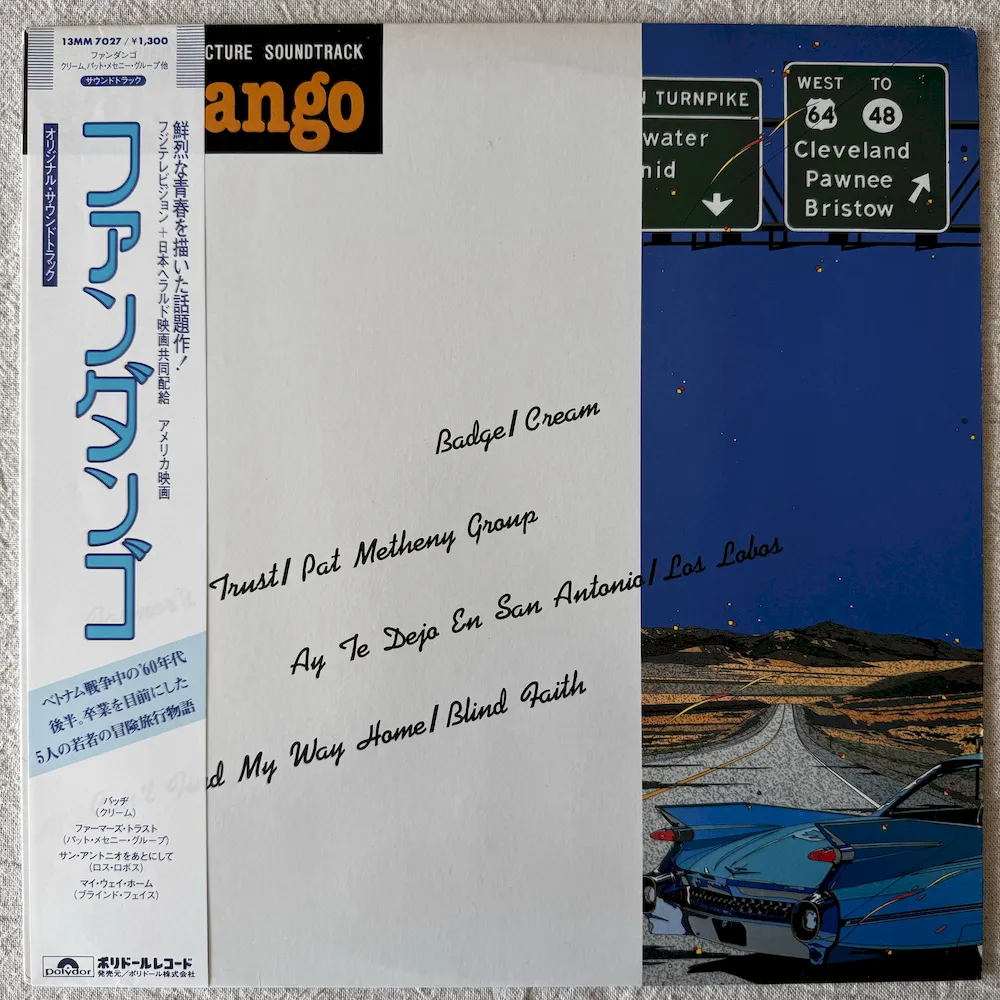 13MM 7027/¥1,300
ファンダンゴ
クリーム、パット・メセニー・グループ他
サウンドトラック
ファンダンゴ
オリジナル・サウンドトラック
鮮烈な青春を描いた話題作!
フジテレビジョン+日本ヘラルド映画共同配給 アメリカ映画
ベトナム戦争中の'60年代
後半。卒業を目前にした
5人の若者の冒険旅行物語
バッヂ
(クリーム)
ファーマーズ・トラスト
(パット・メセニー・グループ)
サン・アントニオをあとにして
(ロス・ロボス)
マイ・ウェイ・ホーム
(ブラインド・フェイス)
polydor ポリドールレコード
発売元/ポリドール株式会社
CTURE SOUNDTRACK
ango
N TURNPIKE
water
nid
WEST TO
64 48
Cleveland
Pawnee
Bristow
Badge/Cream
Trust/Pat Metheny Group
Ay Te Dejo En San Antonio/Los Lobos
Find My Way Home/Blind Faith